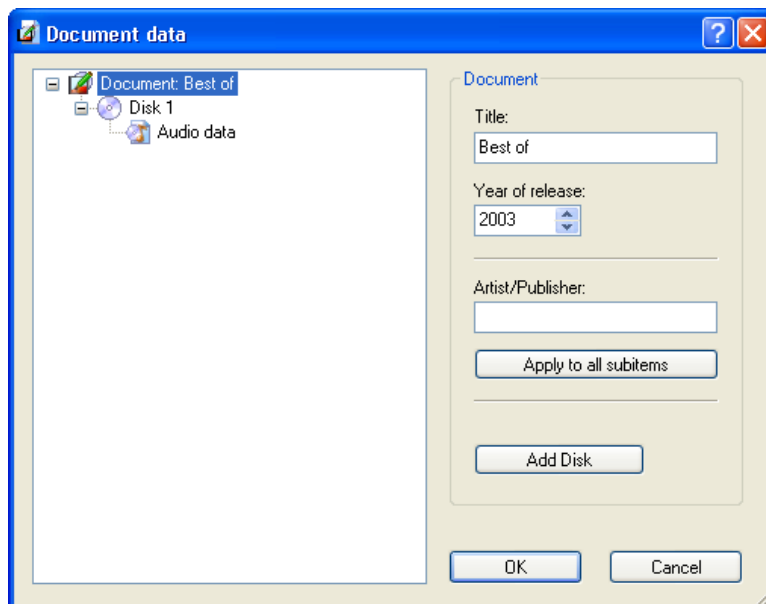 Document data
Document: Best of
Disk 1
Audio data
Document
Title:
Best of
Year of release:
2003
Artist/Publisher:
Apply to all subitems
Add Disk
OK
Cancel